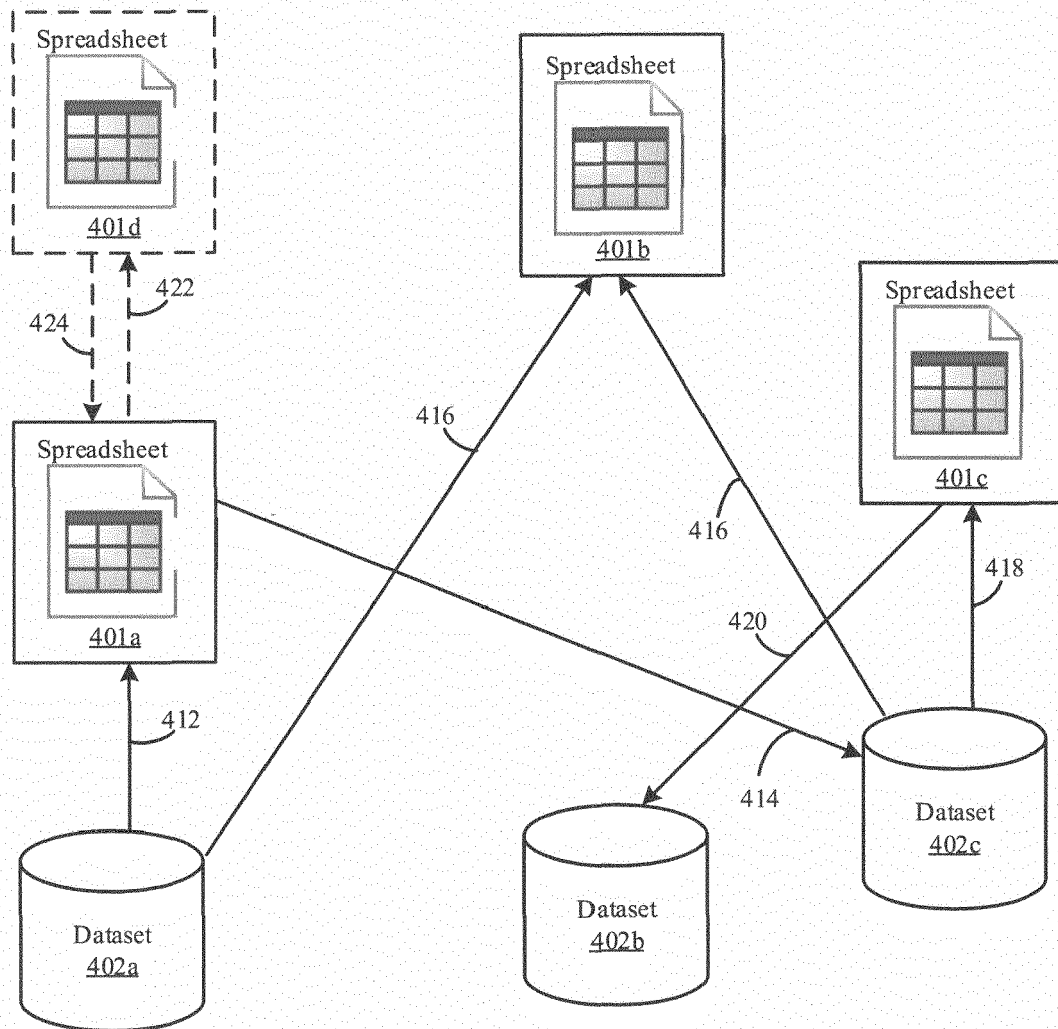 Spreadsheet
401d
Spreadsheet
401b
Spreadsheet
401c
422
424
416
Spreadsheet
401a
416
418
420
412
414
Dataset
402c
Dataset
402b
Dataset
402a